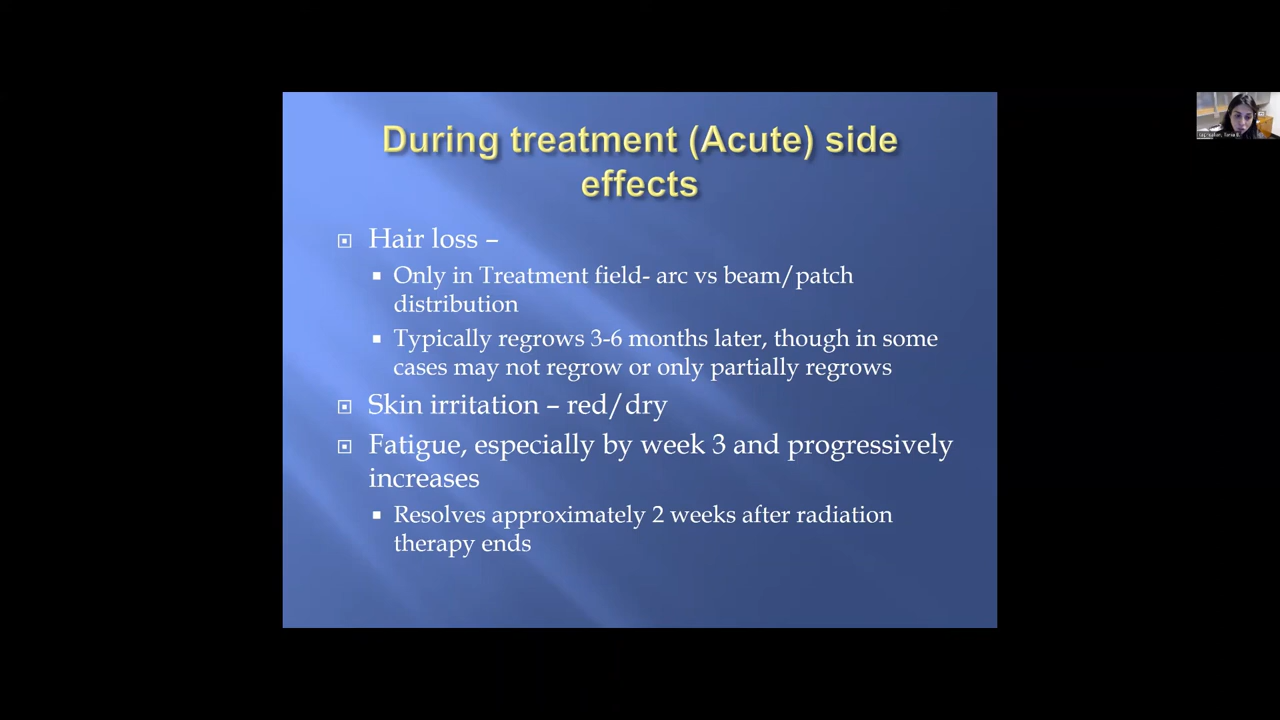 During treatment (Acute) side
effects
Hair loss –
Only in Treatment field- arc vs beam/patch
distribution
Typically regrows 3-6 months later, though in some
cases may not regrow or only partially regrows
Skin irritation – red/dry
Fatigue, especially by week 3 and progressively
increases
Resolves approximately 2 weeks after radiation
therapy ends